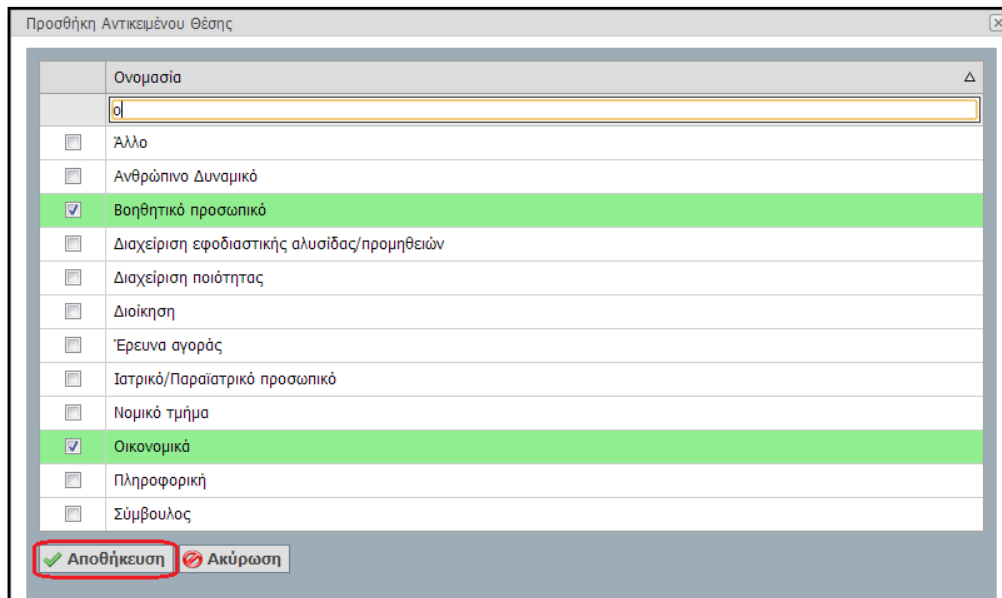 Προσθήκη Αντικειμένου Θέσης
Ονομασία
ο
Άλλο
Ανθρώπινο Δυναμικό
Βοηθητικό προσωπικό
Διαχείριση εφοδιαστικής αλυσίδας/προμηθειών
Διαχείριση ποιότητας
Διοίκηση
Έρευνα αγοράς
Ιατρικό/Παραϊατρικό προσωπικό
Νομικό τμήμα
Οικονομικά
Πληροφορική
Σύμβουλος
Αποθήκευση Ακύρωση